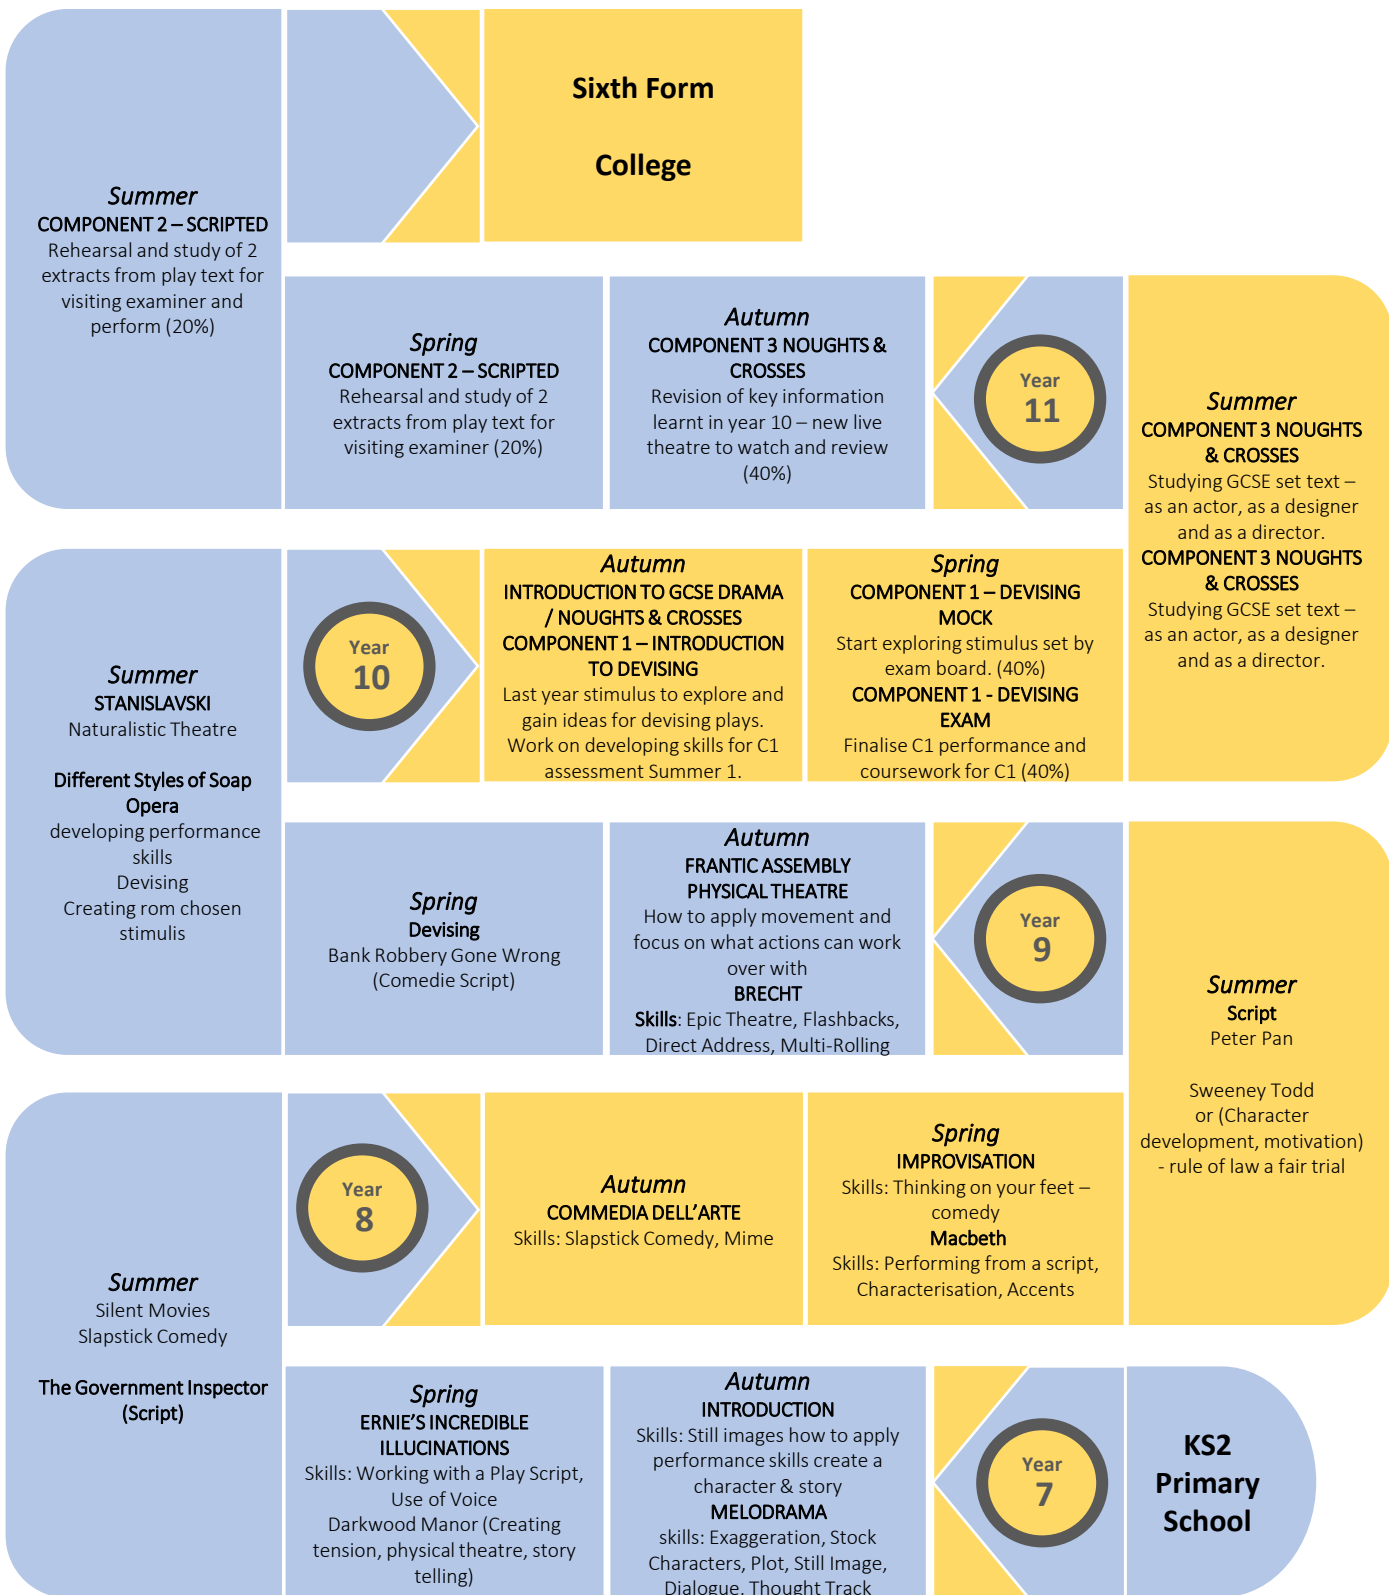 Sixth Form
College
Summer
COMPONENT 2 – SCRIPTED
Rehearsal and study of 2
extracts from play text for
visiting examiner and
perform (20%)
Spring
COMPONENT 2 – SCRIPTED
Rehearsal and study of 2
extracts from play text for
visiting examiner (20%)
Autumn
COMPONENT 3 NOUGHTS &
CROSSES
Revision of key information
learnt in year 10 – new live
theatre to watch and review
(40%)
Year
11
Summer
COMPONENT 3 NOUGHTS
& CROSSES
Studying GCSE set text –
as an actor, as a designer
and as a director.
COMPONENT 3 NOUGHTS
& CROSSES
Studying GCSE set text –
as an actor, as a designer
and as a director.
Summer
STANISLAVSKI
Naturalistic Theatre
Different Styles of Soap
Opera
developing performance
skills
Devising
Creating rom chosen
stimulis
Year
10
Autumn
INTRODUCTION TO GCSE DRAMA
/ NOUGHTS & CROSSES
COMPONENT 1 – INTRODUCTION
TO DEVISING
Last year stimulus to explore and
gain ideas for devising plays.
Work on developing skills for C1
assessment Summer 1.
Spring
COMPONENT 1 – DEVISING
MOCK
Start exploring stimulus set by
exam board. (40%)
COMPONENT 1 - DEVISING
EXAM
Finalise C1 performance and
coursework for C1 (40%)
Spring
Devising
Bank Robbery Gone Wrong
(Comedie Script)
Autumn
FRANTIC ASSEMBLY
PHYSICAL THEATRE
How to apply movement and
focus on what actions can work
over with
BRECHT
Skills: Epic Theatre, Flashbacks,
Direct Address, Multi-Rolling
Year
9
Summer
Script
Peter Pan
Sweeney Todd
or (Character
development, motivation)
- rule of law a fair trial
Summer
Silent Movies
Slapstick Comedy
The Government Inspector
(Script)
Year
8
Autumn
COMMEDIA DELL’ARTE
Skills: Slapstick Comedy, Mime
Spring
IMPROVISATION
Skills: Thinking on your feet –
comedy
Macbeth
Skills: Performing from a script,
Characterisation, Accents
Spring
ERNIE’S INCREDIBLE
ILLUCINATIONS
Skills: Working with a Play Script,
Use of Voice
Darkwood Manor (Creating
tension, physical theatre, story
telling)
Autumn
INTRODUCTION
Skills: Still images how to apply
performance skills create a
character & story
MELODRAMA
skills: Exaggeration, Stock
Characters, Plot, Still Image,
Dialogue, Thought Track
Year
7
KS2
Primary
School